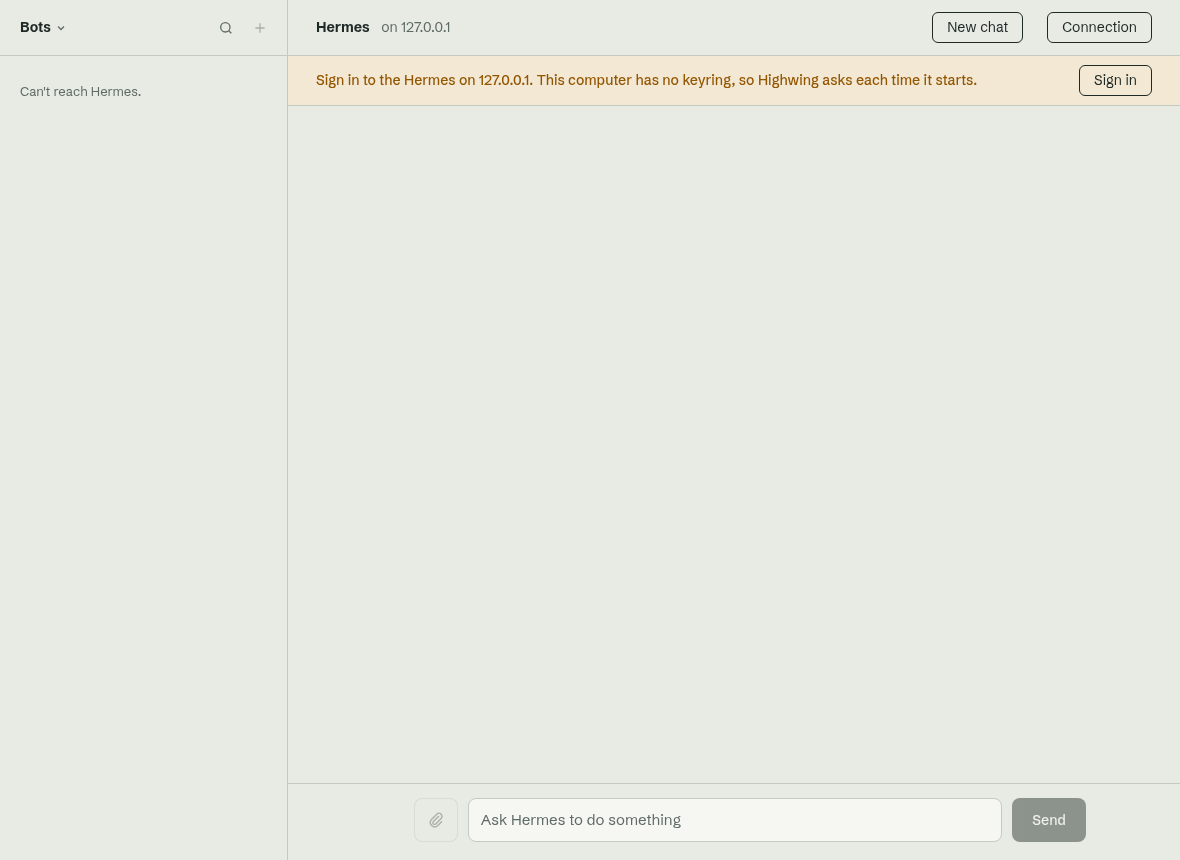 Bots
Hermes on 127.0.0.1
New chat
Connection
Sign in to the Hermes on 127.0.0.1. This computer has no keyring, so Highwing asks each time it starts.
Sign in
Can't reach Hermes.
Ask Hermes to do something
Send